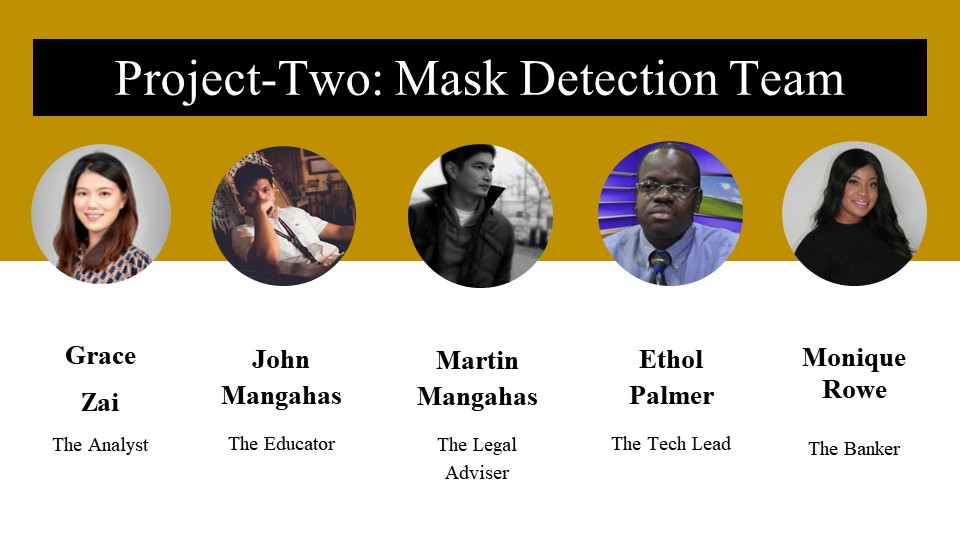 Project-Two: Mask Detection Team
Grace
Zai
The Analyst
John
Mangahas
The Educator
Martin
Mangahas
The Legal
Adviser
Ethol
Palmer
The Tech Lead
Monique
Rowe
The Banker